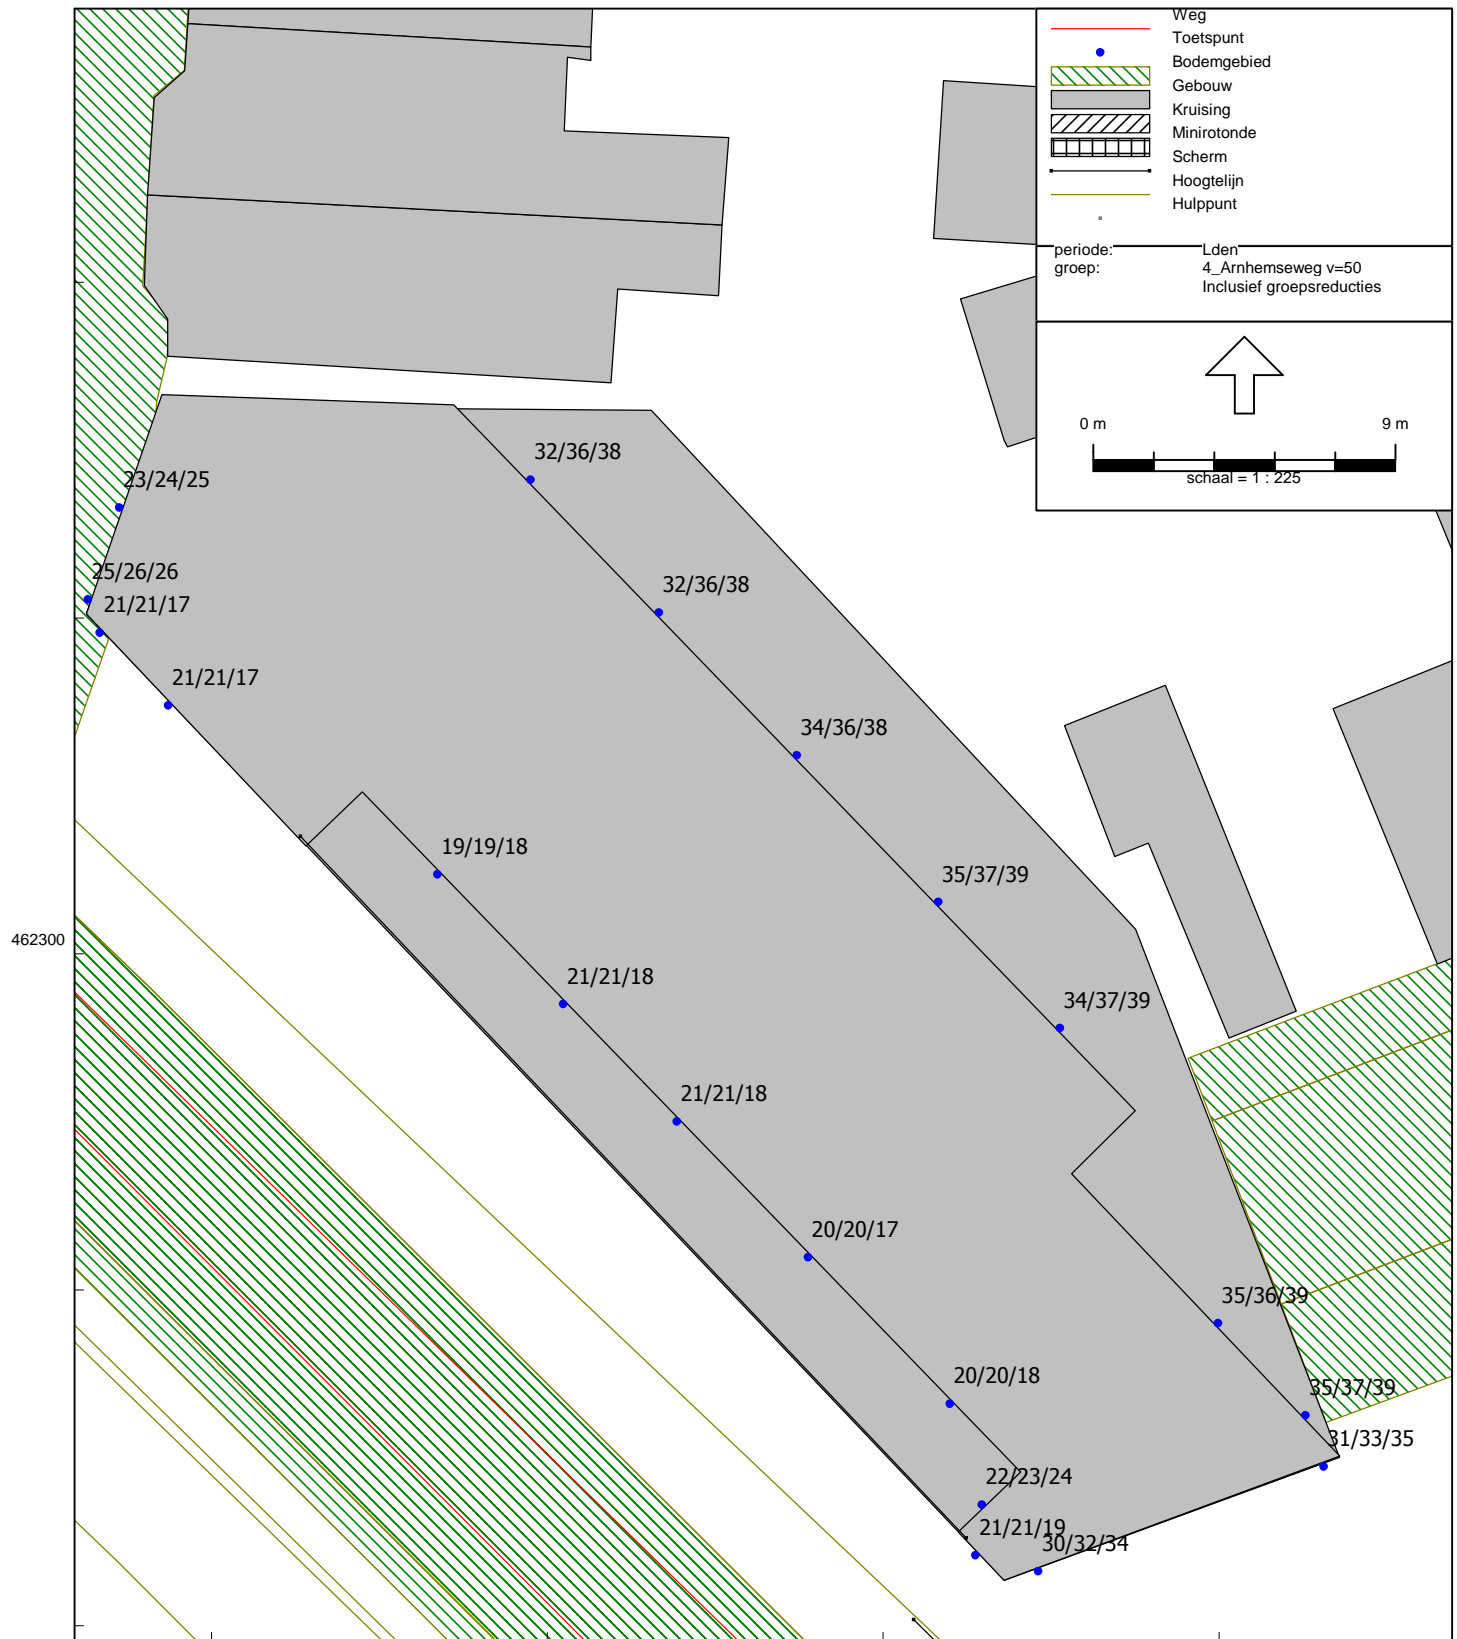 Weg
Toetspunt
Bodemgebied
Gebouw
Kruising
Minirotonde
Scherm
Hoogtelijn
Hulppunt
periode: Lden
groep: 4_Arnhemseweg v=50
Inclusief groepsreducties
0 m 9 m
schaal = 1 : 225
32/36/38
23/24/25
25/26/26
32/36/38
21/21/17
21/21/17
34/36/38
19/19/18
35/37/39
462300
21/21/18
34/37/39
21/21/18
20/20/17
35/36/39
20/20/18
35/37/39
31/33/35
22/23/24
21/21/19
30/32/34